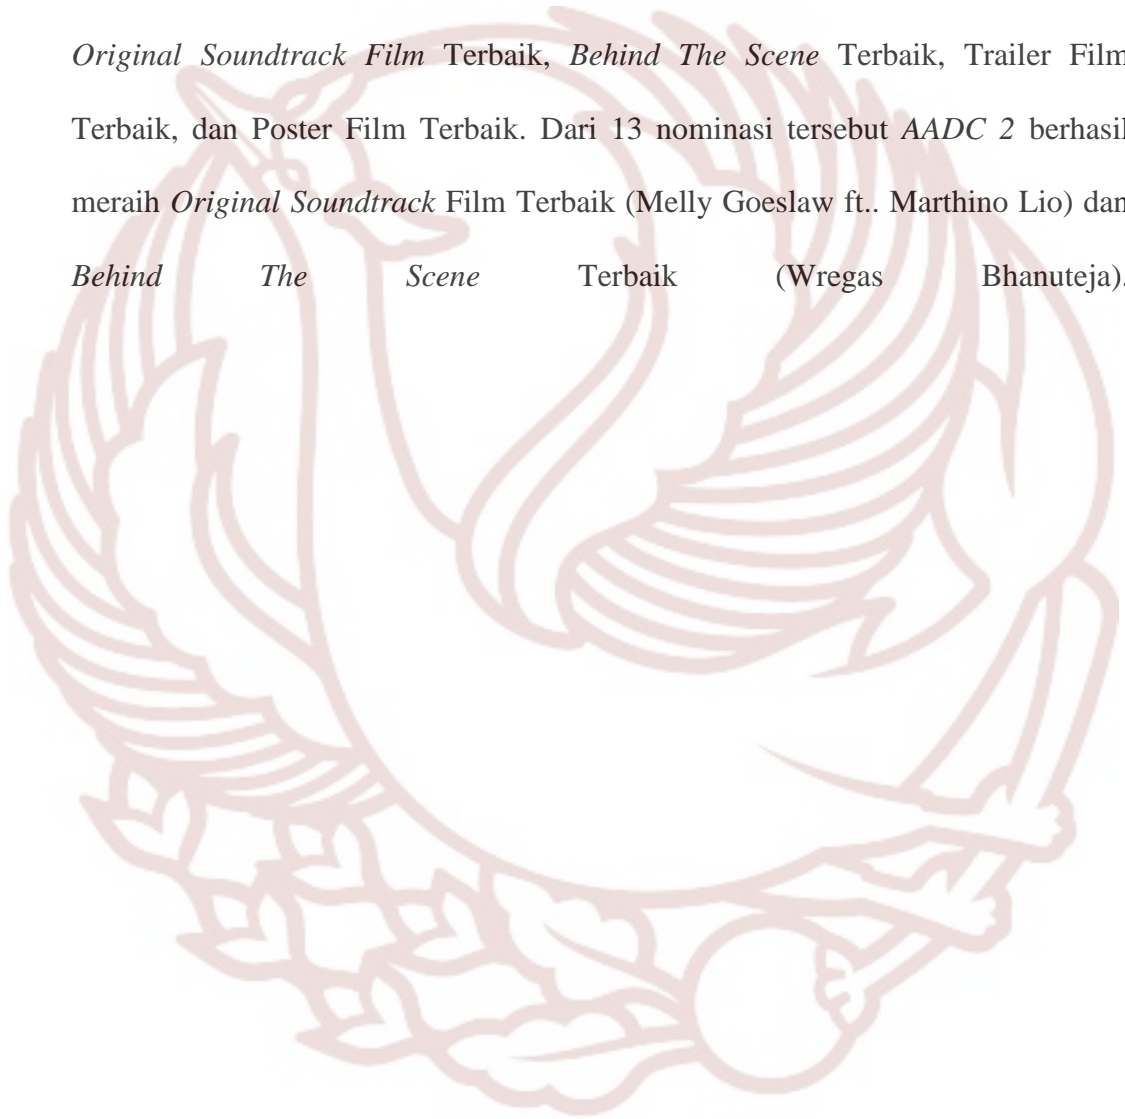 Original Soundtrack Film Terbaik, Behind The Scene Terbaik, Trailer Film
Terbaik, dan Poster Film Terbaik. Dari 13 nominasi tersebut AADC 2 berhasil
meraih Original Soundtrack Film Terbaik (Melly Goeslaw ft.. Marthino Lio) dan
Behind The Scene Terbaik (Wregas Bhanuteja).